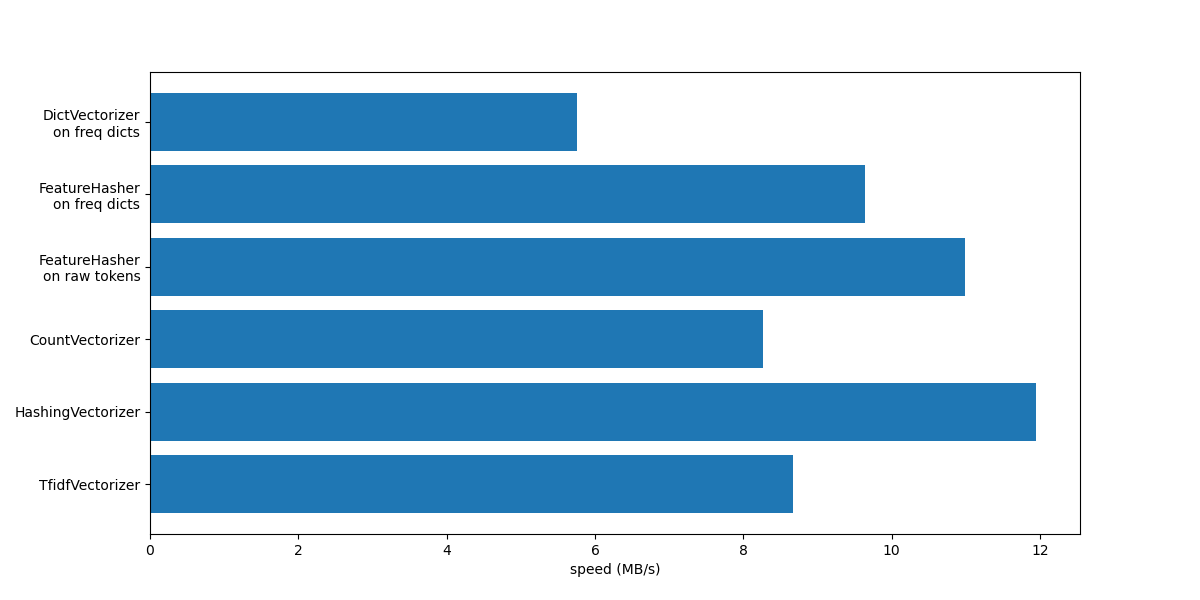 DictVectorizer
on freq dicts
FeatureHasher
on freq dicts
FeatureHasher
on raw tokens
CountVectorizer
HashingVectorizer
TfidfVectorizer
0 2 4 6 8 10 12
speed (MB/s)